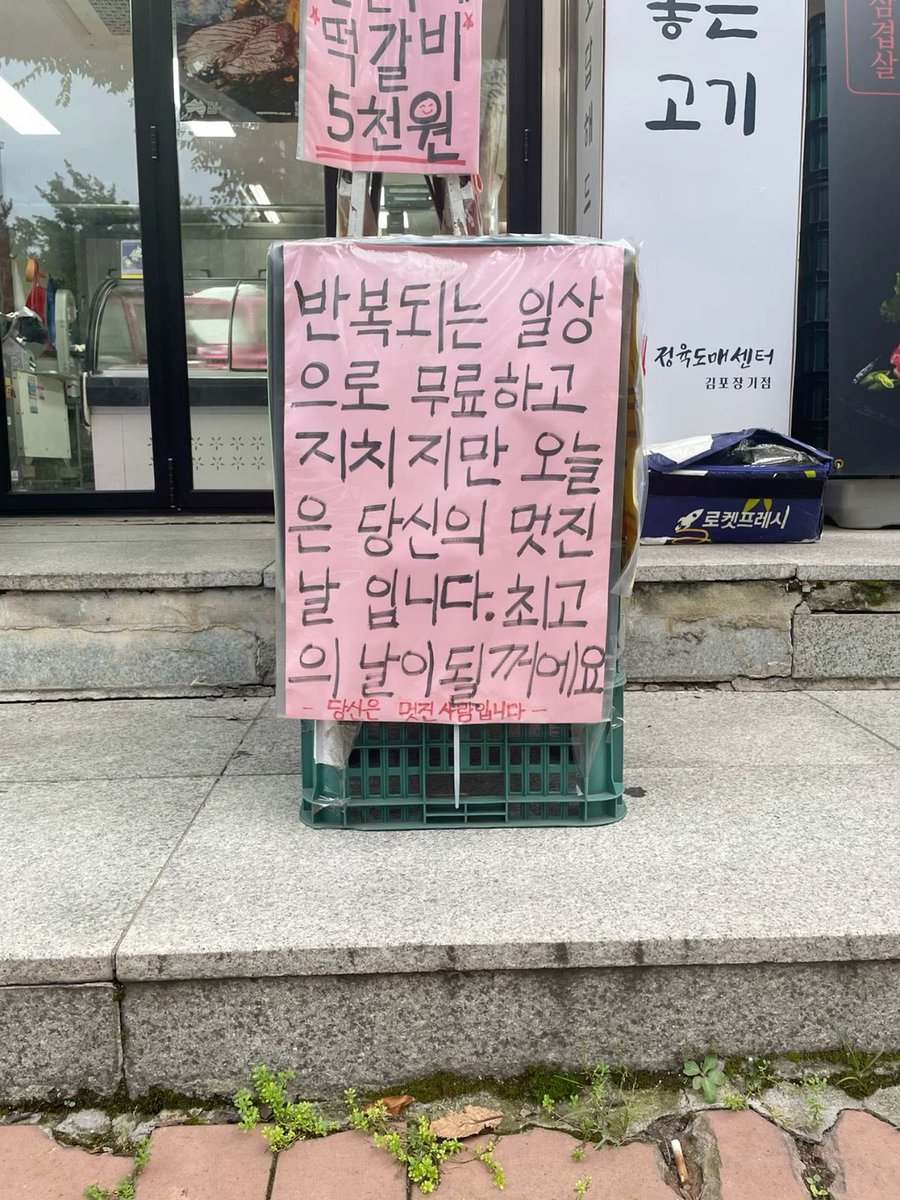 떡갈비
5천원
좋은
고기
삼겹살
반복되는 일상
으로 무료하고
지치지만 오늘
은 당신의 멋진
날 입니다. 최고
의 날이될꺼에요
- 당신은 멋진 사람입니다 -
정육도매센터
김포장기점
로켓프레시